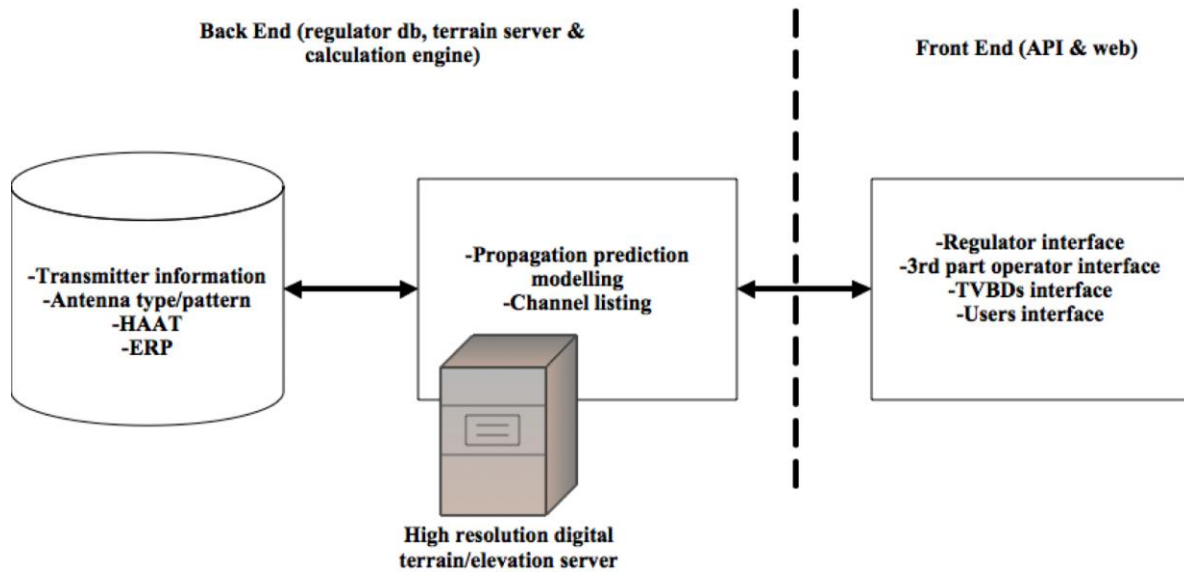 Back End (regulator db, terrain server &
calculation engine)
Front End (API & web)
-Transmitter information
-Antenna type/pattern
-HAAT
-ERP
-Propagation prediction
modelling
-Channel listing
-Regulator interface
-3rd part operator interface
-TVBDs interface
-Users interface
High resolution digital
terrain/elevation server